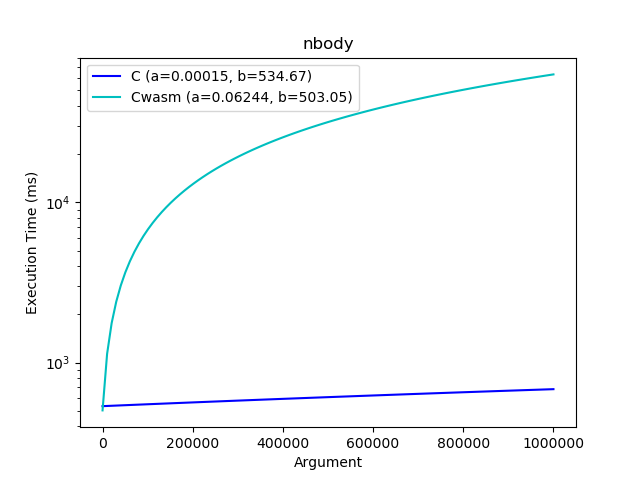 nbody
C (a=0.00015, b=534.67)
Cwasm (a=0.06244, b=503.05)
Execution Time (ms)
10^4
10^3
0 200000 400000 600000 800000 1000000
Argument